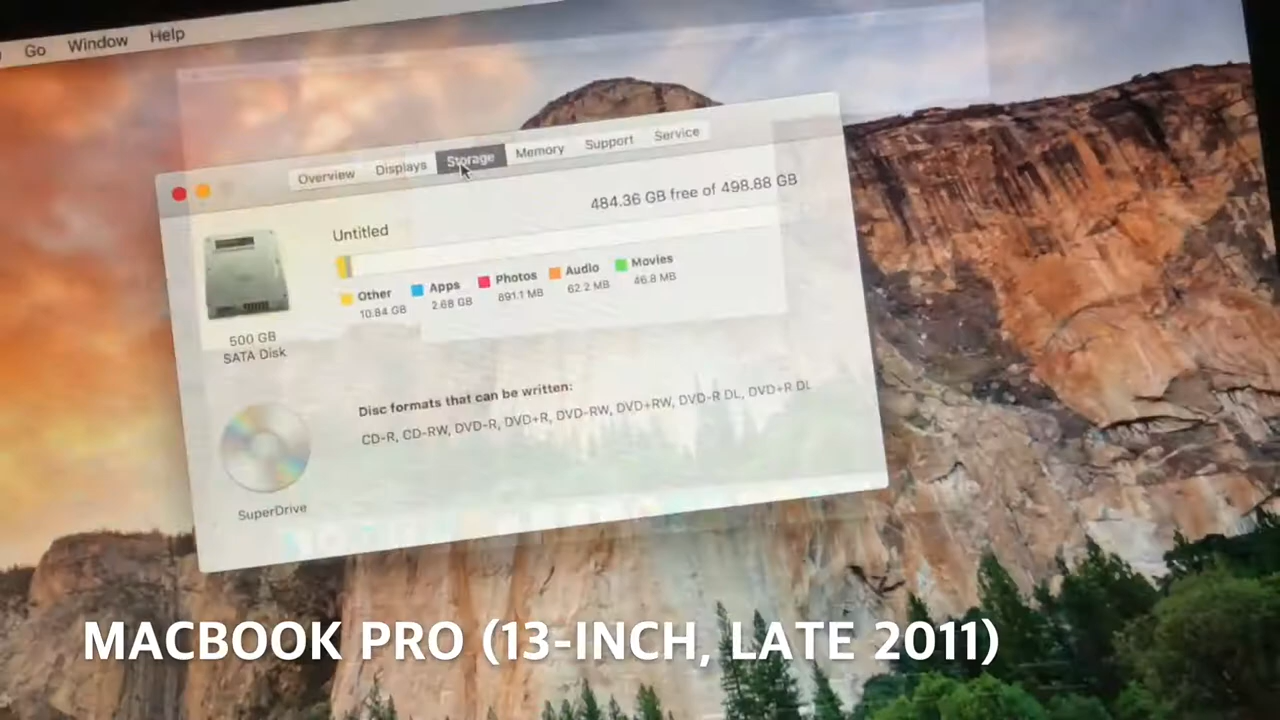 Go Window Help
Overview Displays Storage Memory Support Service
484.36 GB free of 498.88 GB
Untitled
Other Apps Photos Audio Movies
10.84 GB 2.68 GB 891.1 MB 62.2 MB 46.8 MB
500 GB
SATA Disk
Disc formats that can be written:
CD-R, CD-RW, DVD-R, DVD+R, DVD-RW, DVD+RW, DVD-R DL, DVD+R DL
SuperDrive
MACBOOK PRO (13-INCH, LATE 2011)